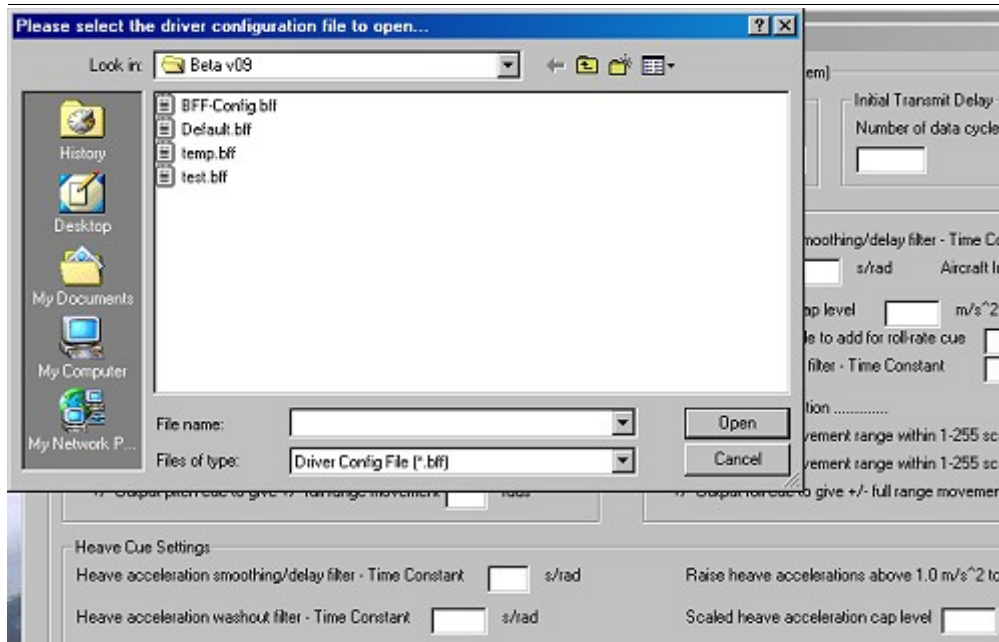 Please select the driver configuration file to open...
Look in: Beta v09
History
Desktop
My Documents
My Computer
My Network P...
BFF-Config.bff
Default.bff
temp.bff
test.bff
File name:
Open
Files of type: Driver Config File (*.bff)
Cancel
em)
Initial Transmit Delay
Number of data cycle
moothing/delay filter - Time Co
s/rad Aircraft In
ap level m/s^2
le to add for roll-rate cue
filter - Time Constant
tion .............
vement range within 1-255 sc
vement range within 1-255 sc
+/- Output pitch cue to give +/- full range movement rads
+/- Output roll cue to give +/- full range movemen
Heave Cue Settings
Heave acceleration smoothing/delay filter - Time Constant s/rad Raise heave accelerations above 1.0 m/s^2 to
Heave acceleration washout filter - Time Constant s/rad Scaled heave acceleration cap level